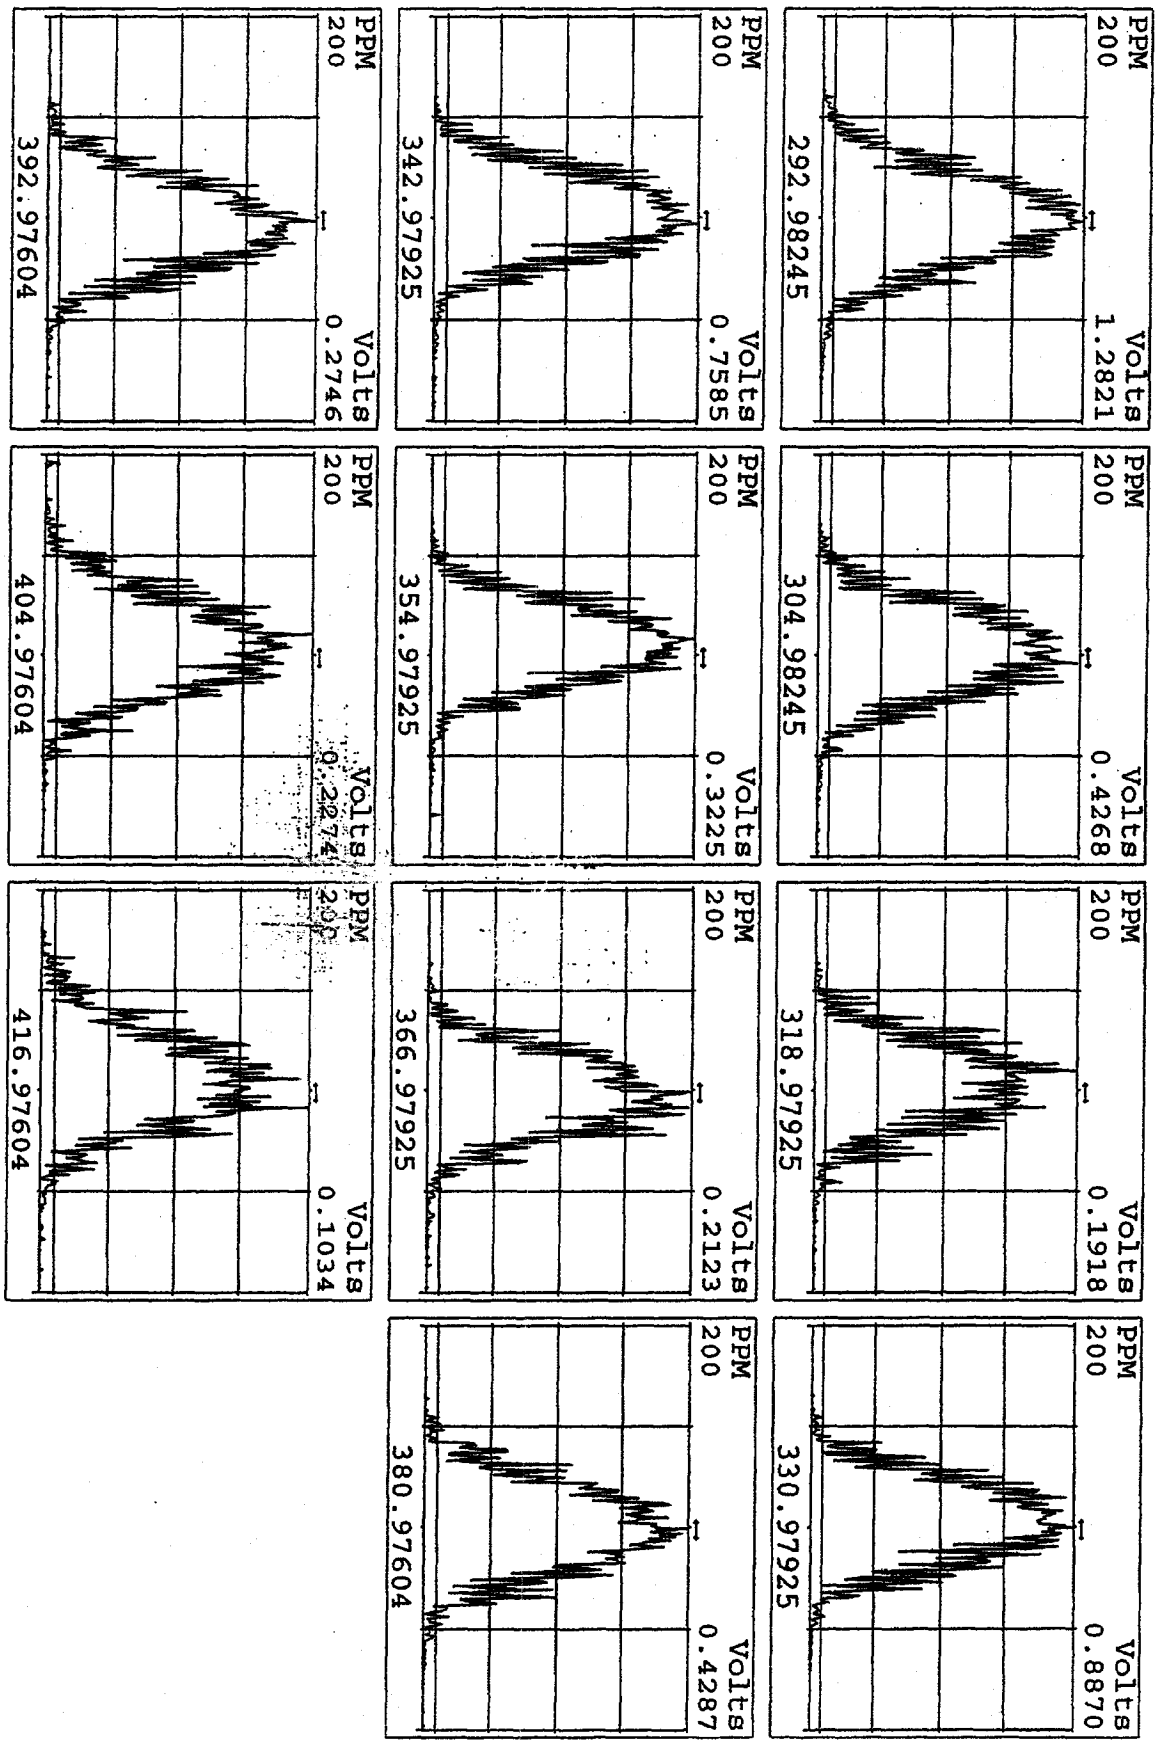 PPM Volts
200 1.2821
292.98245
PPM Volts
200 0.4268
304.98245
PPM Volts
200 0.1918
318.97925
PPM Volts
200 0.8870
330.97925
PPM Volts
200 0.7585
342.97925
PPM Volts
200 0.3225
354.97925
PPM Volts
200 0.2123
366.97925
PPM Volts
200 0.4287
380.97604
PPM Volts
200 0.2746
392.97604
PPM Volts
200 0.2274
404.97604
PPM Volts
200 0.1034
416.97604